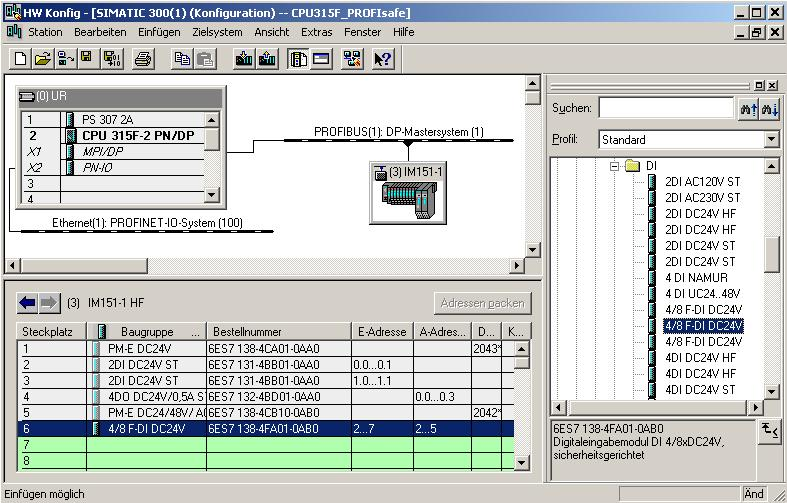 HW Konfig - [SIMATIC 300(1) (Konfiguration) -- CPU315F_PROFIsafe]
Station Bearbeiten Einfügen Zielsystem Ansicht Extras Fenster Hilfe
(0) UR
1 PS 307 2A
2 CPU 315F-2 PN/DP
X1 MPI/DP
X2 PN-IO
3
4
PROFIBUS(1): DP-Mastersystem (1)
(3) IM151-1
Ethernet(1): PROFINET-IO-System (100)
Suchen:
Profil: Standard
DI
2DI AC120V ST
2DI AC230V ST
2DI DC24V HF
2DI DC24V HF
2DI DC24V ST
2DI DC24V ST
4 DI NAMUR
4 DI UC24..48V
4/8 F-DI DC24V
4/8 F-DI DC24V
4DI DC24V HF
4DI DC24V HF
4DI DC24V ST
6ES7 138-4FA01-0AB0
Digitaleingabemodul DI 4/8xDC24V,
sicherheitsgerichtet
(3) IM151-1 HF
Adressen packen
Steckplatz Baugruppe ... Bestellnummer E-Adresse A-Adres... D... K...
1 PM-E DC24V 6ES7 138-4CA01-0AA0 2043*
2 2DI DC24V ST 6ES7 131-4BB01-0AA0 0.0...0.1
3 2DI DC24V ST 6ES7 131-4BB01-0AA0 1.0...1.1
4 4DO DC24V/0,5A S 6ES7 132-4BD01-0AA0 0.0...0.3
5 PM-E DC24/48V/ A 6ES7 138-4CB10-0AB0 2042*
6 4/8 F-DI DC24V 6ES7 138-4FA01-0AB0 2...7 2...5
7
8
Einfügen möglich
Änd